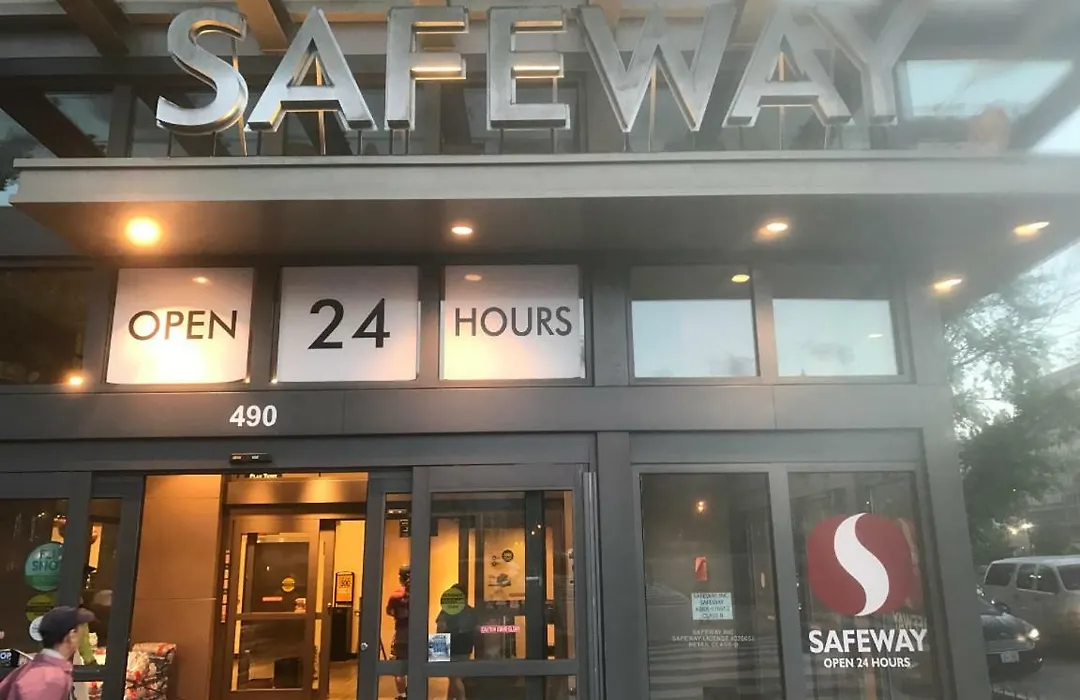 SAFEWAY
OPEN
24
HOURS
490
SAFEWAY
OPEN 24 HOURS